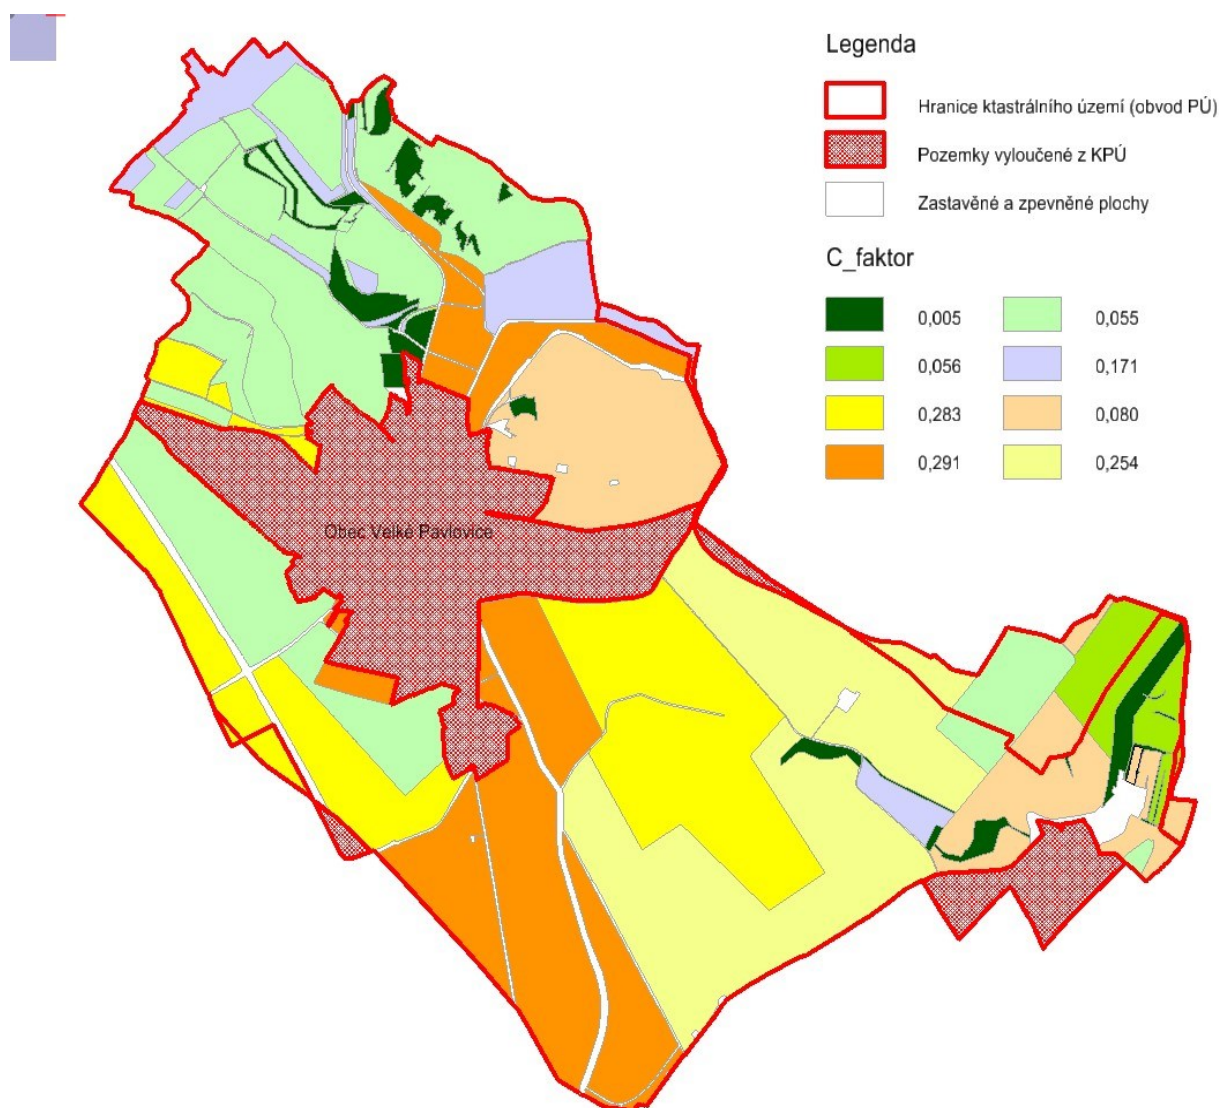 Legenda
Hranice ktastrálního území (obvod PÚ)
Pozemky vyloučené z KPÚ
Zastavěné a zpevněné plochy
C_faktor
0,005 0,055
0,056 0,171
0,283 0,080
0,291 0,254
Obec Velké Pavlovice